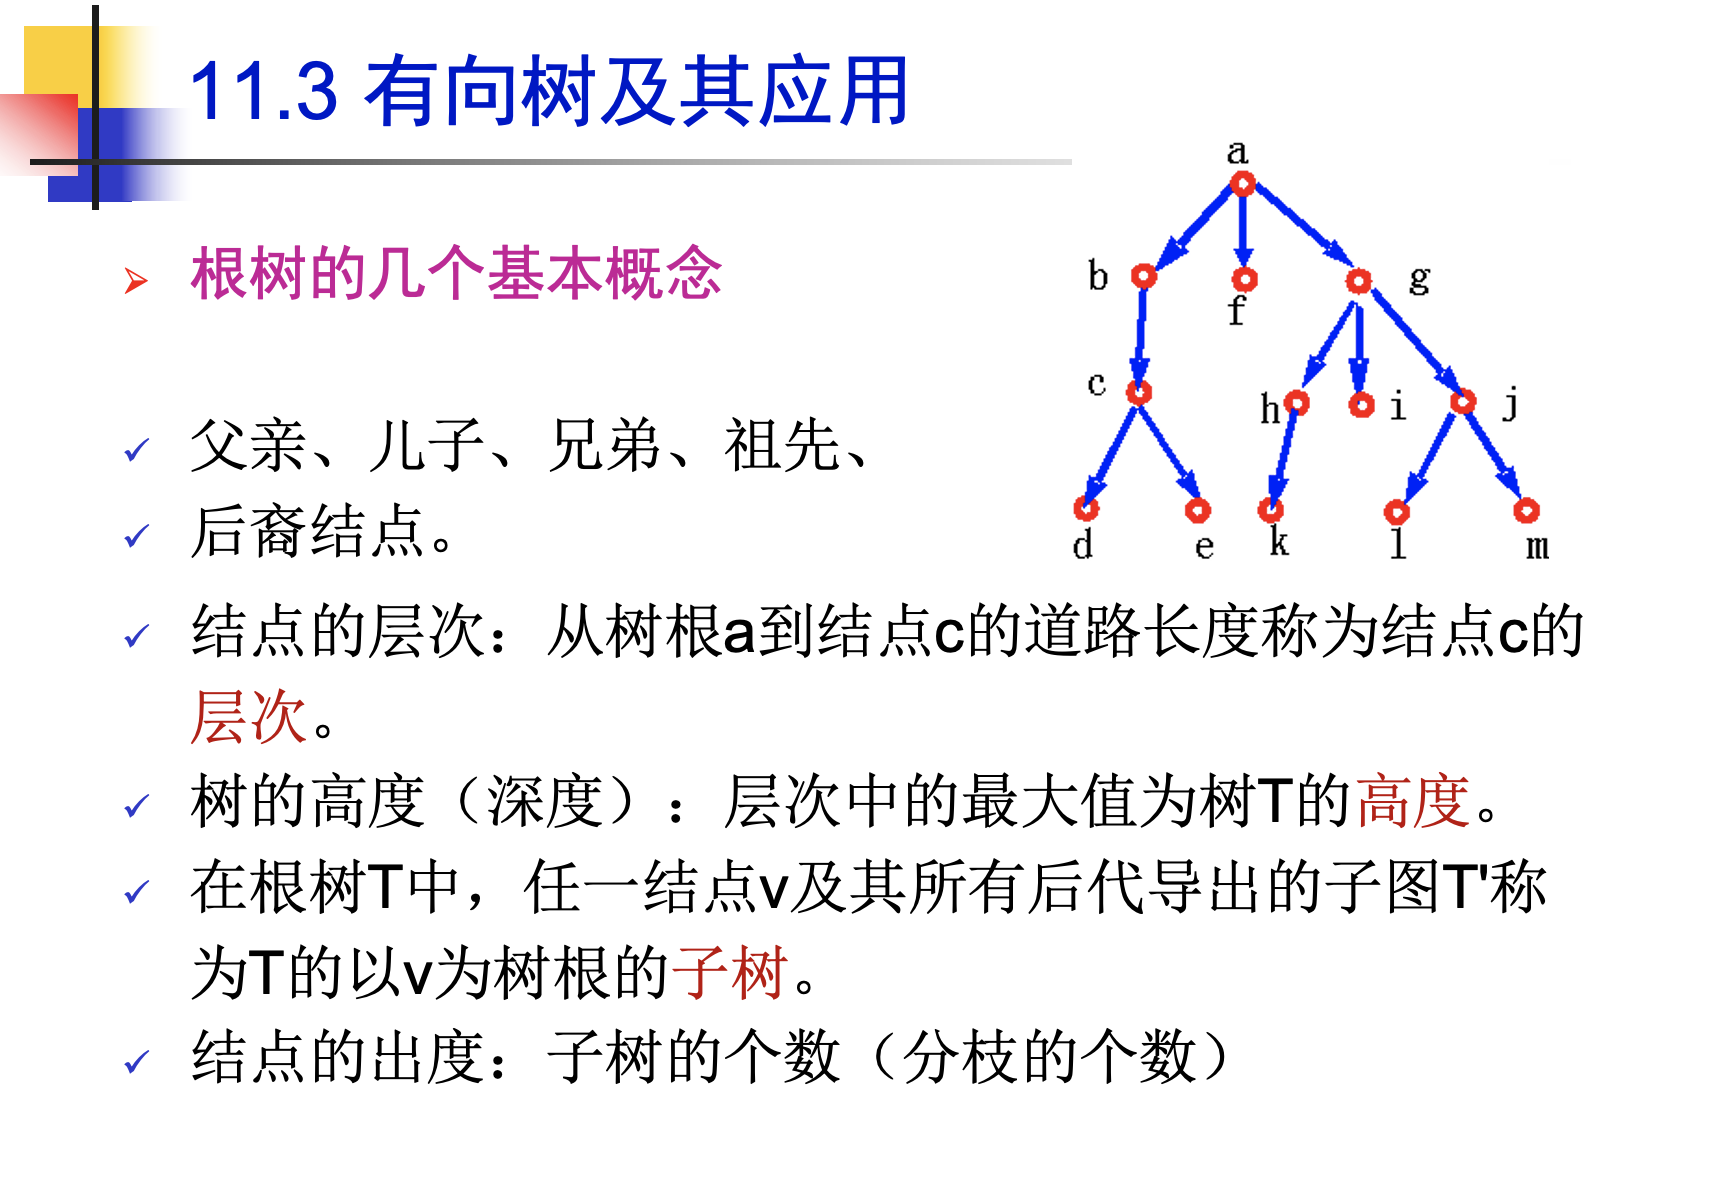 11.3 有向树及其应用
根树的几个基本概念
父亲、儿子、兄弟、祖先、
后裔结点。
结点的层次：从树根a到结点c的道路长度称为结点c的
层次。
树的高度（深度）：层次中的最大值为树T的高度。
在根树T中，任一结点v及其所有后代导出的子图T'称
为T的以v为树根的子树。
结点的出度：子树的个数（分枝的个数）
a
b
f
g
c
h
i
j
d
e
k
l
m